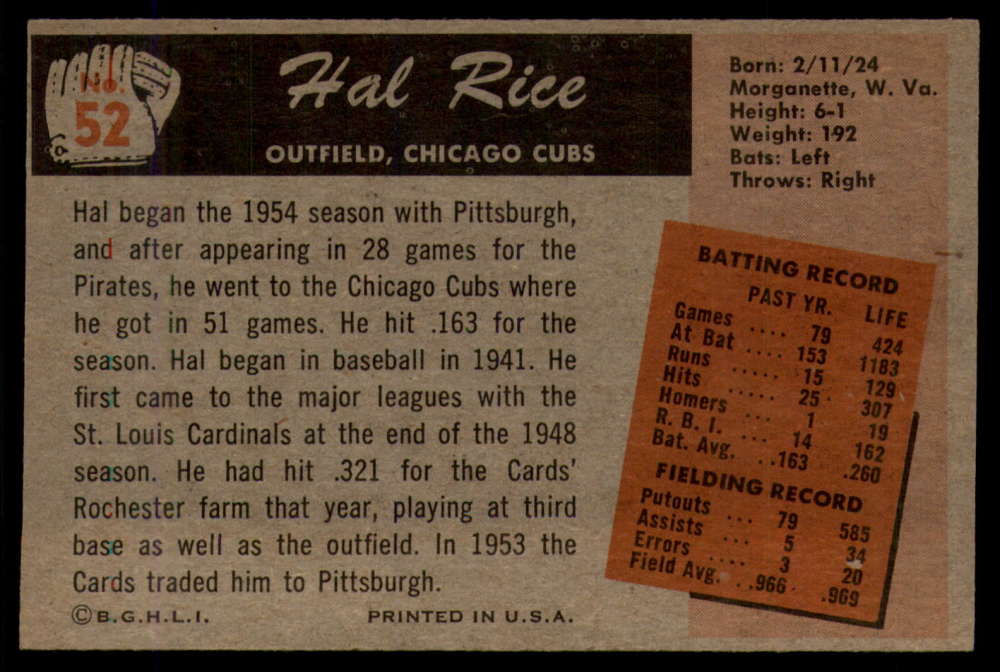 No.
52
Hal Rice
OUTFIELD, CHICAGO CUBS
Born: 2/11/24
Morganette, W. Va.
Height: 6-1
Weight: 192
Bats: Left
Throws: Right
Hal began the 1954 season with Pittsburgh,
and after appearing in 28 games for the
Pirates, he went to the Chicago Cubs where
he got in 51 games. He hit .163 for the
season. Hal began in baseball in 1941. He
first came to the major leagues with the
St. Louis Cardinals at the end of the 1948
season. He had hit .321 for the Cards'
Rochester farm that year, playing at third
base as well as the outfield. In 1953 the
Cards traded him to Pittsburgh.
©B.G.H.L.I. PRINTED IN U.S.A.
BATTING RECORD
PAST YR. LIFE
Games .... 79 424
At Bat .... 153 1183
Runs ..... 15 129
Hits ..... 25 307
Homers ... 1 19
R. B. I. ... 14 162
Bat. Avg. ...163 .260
FIELDING RECORD
Putouts ... 79 585
Assists ... 5 34
Errors .... 3 20
Field Avg. ..966 .969